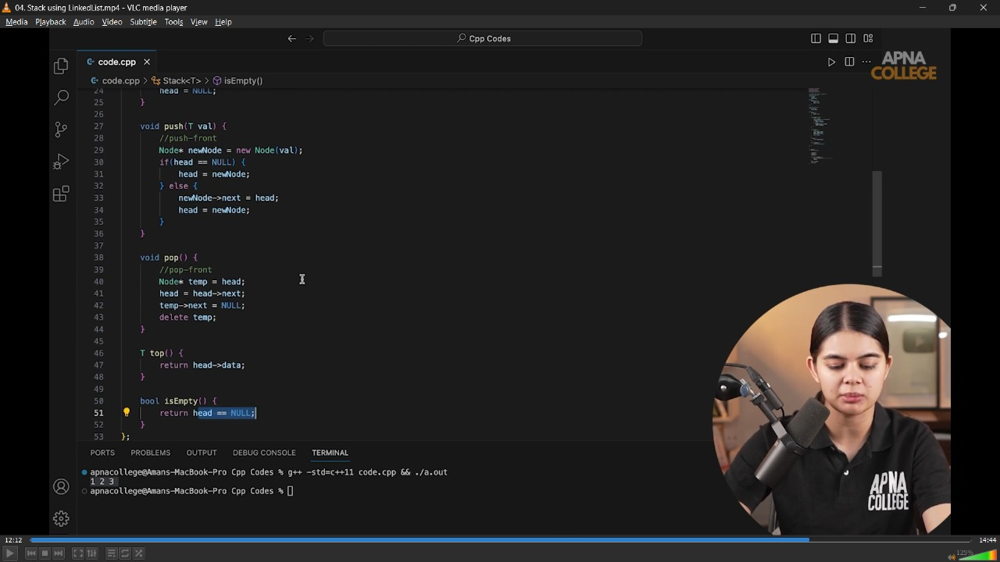 04. Stack using LinkedList.mp4 - VLC media player
Media Playback Audio Video Subtitle Tools View Help
Cpp Codes
code.cpp
APNA
COLLEGE
code.cpp > Stack<T> > isEmpty()
24 head = NULL;
25 }
26
27 void push(T val) {
28 //push-front
29 Node* newNode = new Node(val);
30 if(head == NULL) {
31 head = newNode;
32 } else {
33 newNode->next = head;
34 head = newNode;
35 }
36 }
37
38 void pop() {
39 //pop-front
40 Node* temp = head;
41 head = head->next;
42 temp->next = NULL;
43 delete temp;
44 }
45
46 T top() {
47 return head->data;
48 }
49
50 bool isEmpty() {
51 return head == NULL;
52 }
53 };
PORTS PROBLEMS OUTPUT DEBUG CONSOLE TERMINAL
apnacollege@Amans-MacBook-Pro Cpp Codes % g++ -std=c++11 code.cpp && ./a.out
1 2 3
apnacollege@Amans-MacBook-Pro Cpp Codes %
APNA
COLLEGE
12:12 14:44
125%